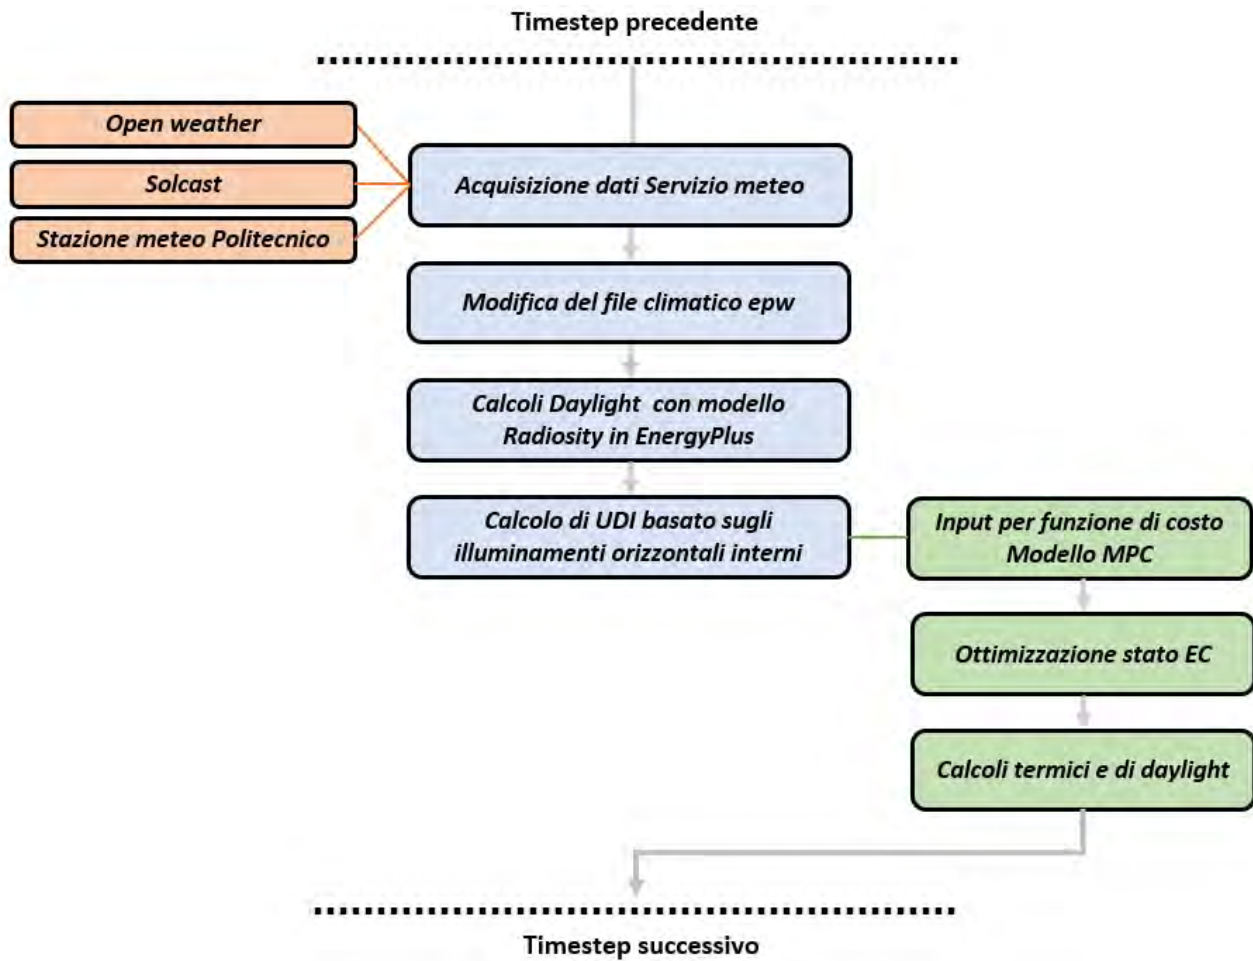 Timestep precedente
Open weather
Solcast
Stazione meteo Politecnico
Acquisizione dati Servizio meteo
Modifica del file climatico epw
Calcoli Daylight con modello
Radiosity in EnergyPlus
Calcolo di UDI basato sugli
illuminamenti orizzontali interni
Input per funzione di costo
Modello MPC
Ottimizzazione stato EC
Calcoli termici e di daylight
Timestep successivo